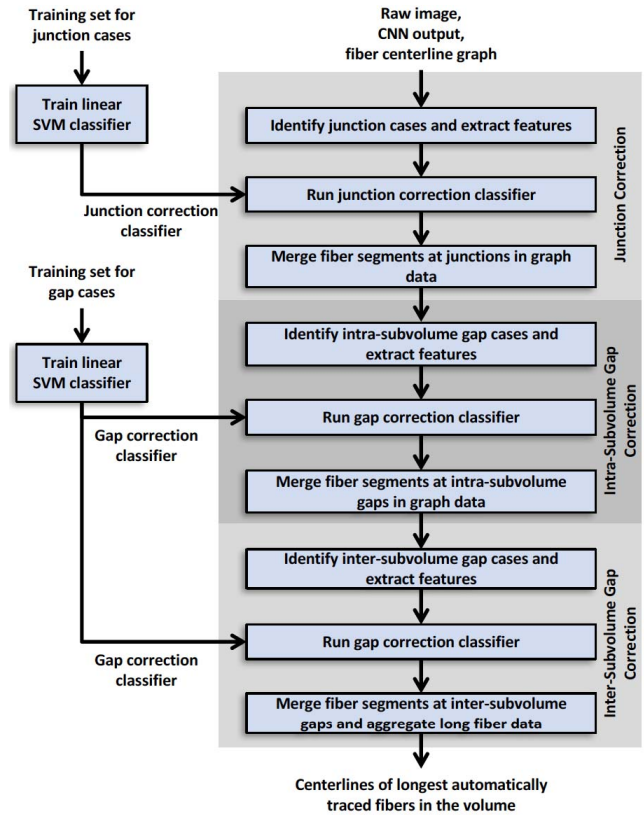 Training set for
junction cases
Raw image,
CNN output,
fiber centerline graph
Train linear
SVM classifier
Identify junction cases and extract features
Run junction correction classifier
Junction correction
classifier
Merge fiber segments at junctions in graph
data
Junction Correction
Training set for
gap cases
Train linear
SVM classifier
Identify intra-subvolume gap cases and
extract features
Run gap correction classifier
Gap correction
classifier
Merge fiber segments at intra-subvolume
gaps in graph data
Intra-Subvolume Gap
Correction
Identify inter-subvolume gap cases and
extract features
Run gap correction classifier
Gap correction
classifier
Merge fiber segments at inter-subvolume
gaps and aggregate long fiber data
Inter-Subvolume Gap
Correction
Centerlines of longest automatically
traced fibers in the volume